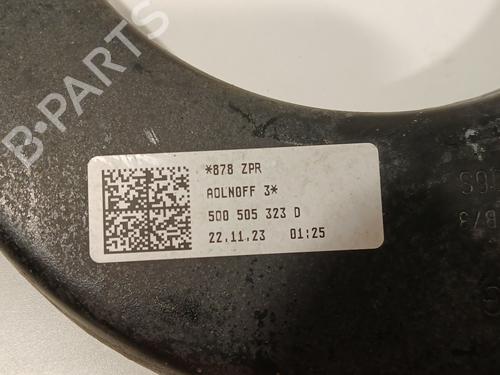 B-PARTS
*878 ZPR
AOLNOFF 3*
500 505 323 D
22.11.23 01:25